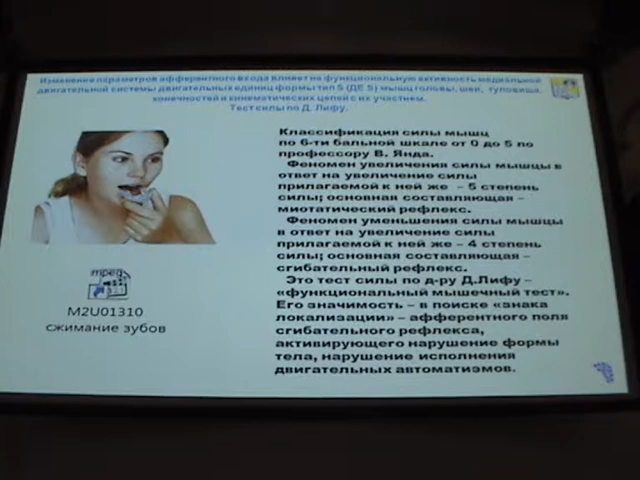 Изменение параметров афферентного входа влияет на функциональную активность медиальной
двигательной системы двигательных единиц формы тип S (ДЕ S) мышц головы, шеи, туловища,
конечностей и кинематических цепей с их участием.
Тест силы по Д. Лифу.
Классификация силы мышц
по 6-ти бальной шкале от 0 до 5 по
профессору В. Янда.
Феномен увеличения силы мышцы в
ответ на увеличение силы
прилагаемой к ней же – 5 степень
силы; основная составляющая –
миотатический рефлекс.
Феномен уменьшения силы мышцы
в ответ на увеличение силы
прилагаемой к ней же – 4 степень
силы; основная составляющая –
сгибательный рефлекс.
Это тест силы по д-ру Д.Лифу –
«функциональный мышечный тест».
Его значимость – в поиске «знака
локализации» – афферентного поля
сгибательного рефлекса,
активирующего нарушение формы
тела, нарушение исполнения
двигательных автоматизмов.
mpeg
M2U01310
сжимание зубов